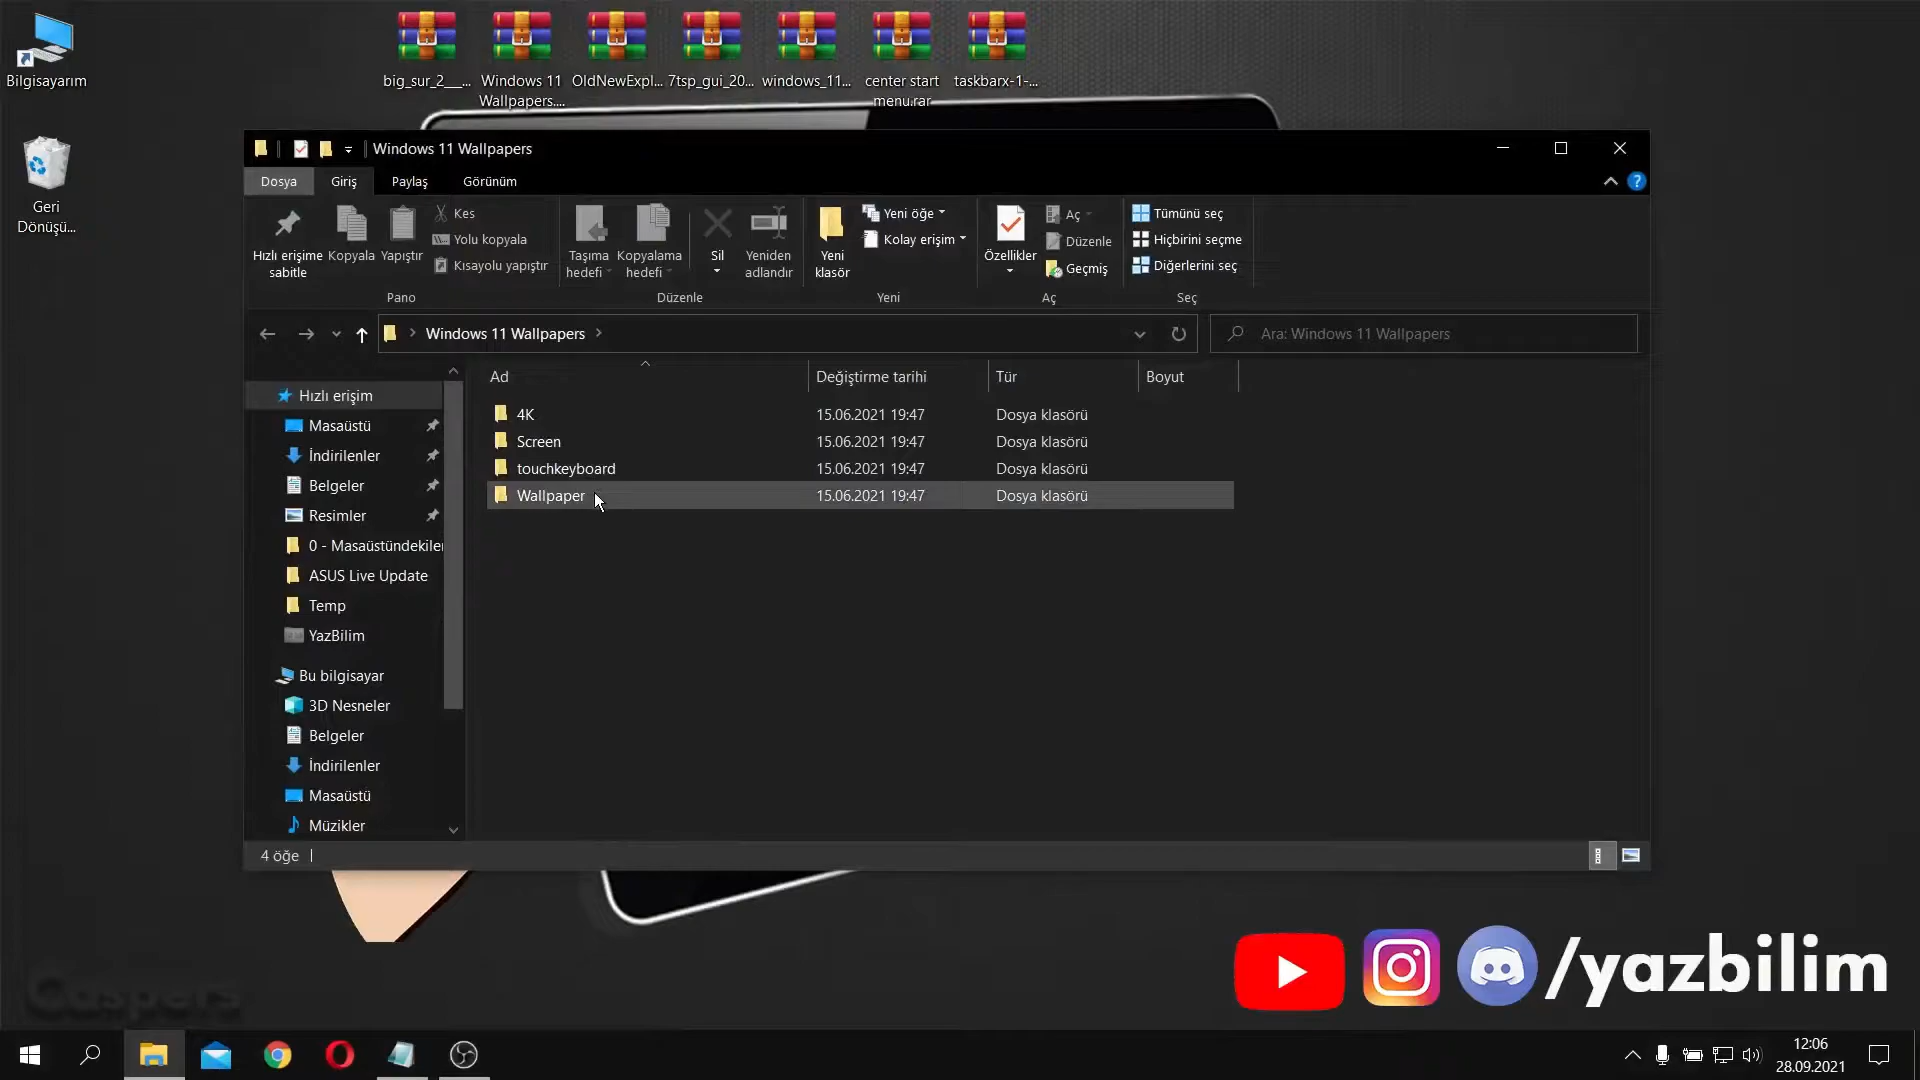 Bilgisayarım
Geri
Dönüşü...
big_sur_2___...
Windows 11
Wallpapers....
OldNewExpl...
7tsp_gui_20...
windows_11...
center start
menu.rar
taskbarx-1-...
Windows 11 Wallpapers
Dosya
Giriş
Paylaş
Görünüm
Hızlı erişime
sabitle
Kopyala
Yapıştır
Kes
Yolu kopyala
Kısayolu yapıştır
Pano
Taşıma
hedefi
Kopyalama
hedefi
Sil
Yeniden
adlandır
Düzenle
Yeni
klasör
Yeni öğe
Kolay erişim
Yeni
Özellikler
Aç
Düzenle
Geçmiş
Aç
Tümünü seç
Hiçbirini seçme
Diğerlerini seç
Seç
Windows 11 Wallpapers
Ara: Windows 11 Wallpapers
Hızlı erişim
Masaüstü
İndirilenler
Belgeler
Resimler
0 - Masaüstündekiler
ASUS Live Update
Temp
YazBilim
Bu bilgisayar
3D Nesneler
Belgeler
İndirilenler
Masaüstü
Müzikler
Ad Değiştirme tarihi Tür Boyut
4K 15.06.2021 19:47 Dosya klasörü
Screen 15.06.2021 19:47 Dosya klasörü
touchkeyboard 15.06.2021 19:47 Dosya klasörü
Wallpaper 15.06.2021 19:47 Dosya klasörü
4 öğe
Caspers
/yazbilim
12:06
28.09.2021